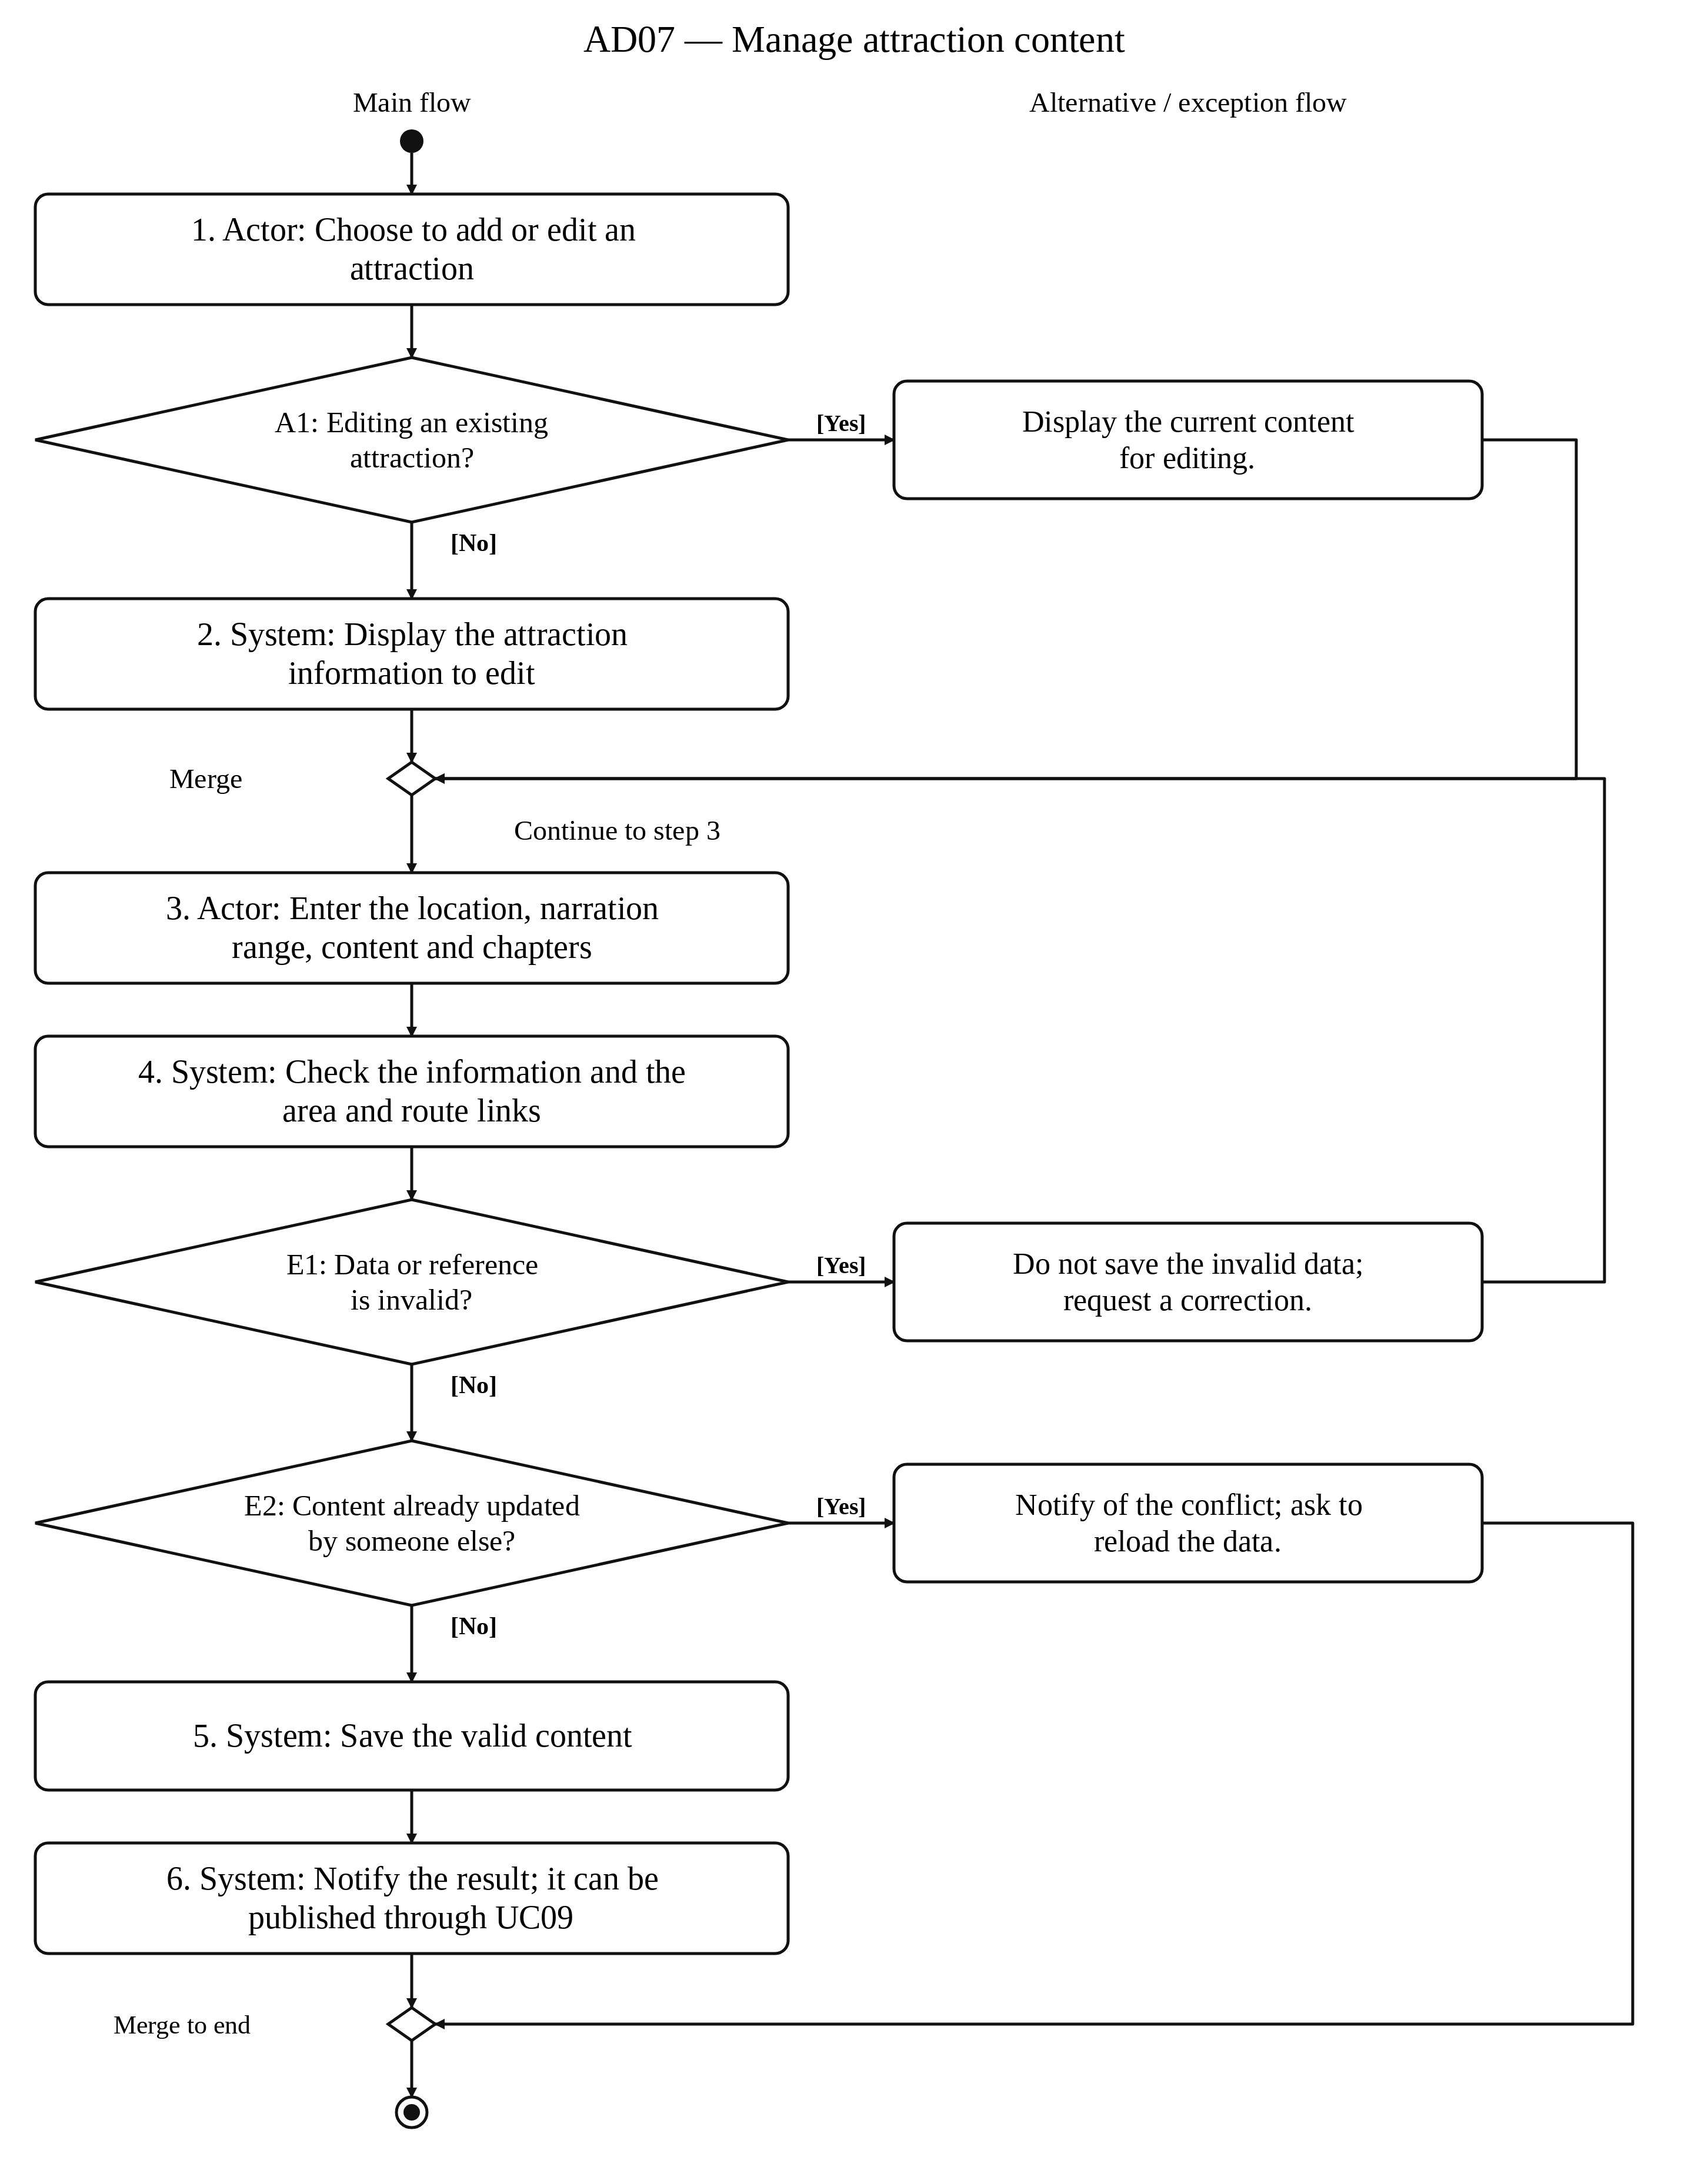 AD07 — Manage attraction content
Main flow
Alternative / exception flow
1. Actor: Choose to add or edit an
attraction
A1: Editing an existing
attraction?
[Yes]
Display the current content
for editing.
[No]
2. System: Display the attraction
information to edit
Merge
Continue to step 3
3. Actor: Enter the location, narration
range, content and chapters
4. System: Check the information and the
area and route links
E1: Data or reference
is invalid?
[Yes]
Do not save the invalid data;
request a correction.
[No]
E2: Content already updated
by someone else?
[Yes]
Notify of the conflict; ask to
reload the data.
[No]
5. System: Save the valid content
6. System: Notify the result; it can be
published through UC09
Merge to end